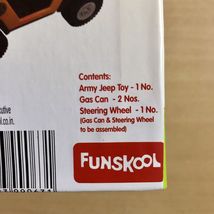 Contents:
Army Jeep Toy - 1 No.
Gas Can - 2 Nos.
Steering Wheel - 1 No.
(Gas Can & Steering Wheel
to be assembled)
FUNSKOOL